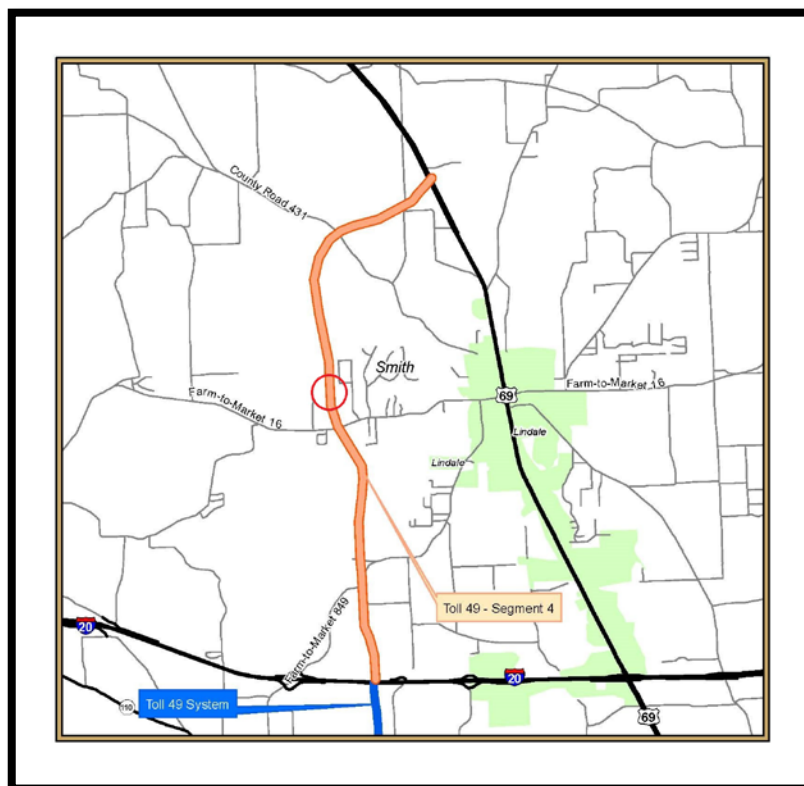 County Road 431
Smith
Farm-to-Market 16
Farm-to-Market 16
69
Lindale
Lindale
Toll 49 - Segment 4
20
Farm-to-Market 849
20
110
Toll 49 System
69